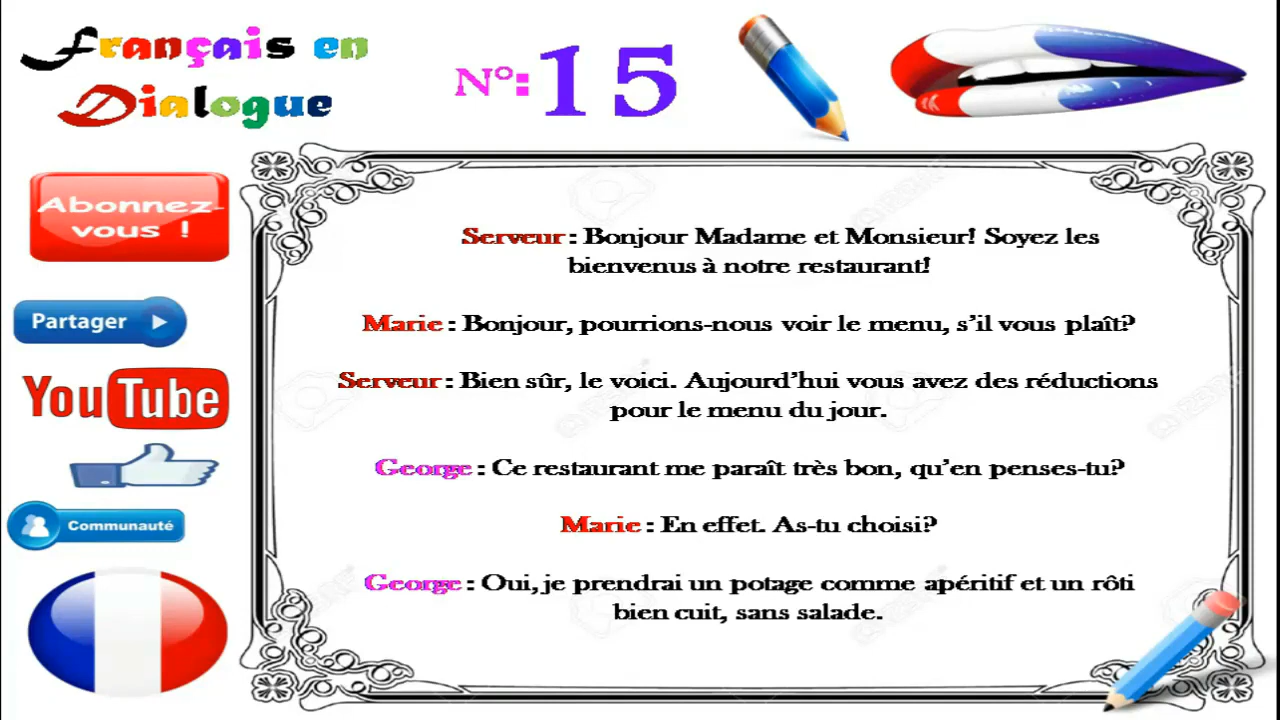 Français en
Dialogue
N°:15
Abonnez-
vous !
Partager
YouTube
Communauté
Serveur : Bonjour Madame et Monsieur! Soyez les
bienvenus à notre restaurant!
Marie : Bonjour, pourrions-nous voir le menu, s'il vous plaît?
Serveur : Bien sûr, le voici. Aujourd'hui vous avez des réductions
pour le menu du jour.
George : Ce restaurant me paraît très bon, qu'en penses-tu?
Marie : En effet. As-tu choisi?
George : Oui, je prendrai un potage comme apéritif et un rôti
bien cuit, sans salade.